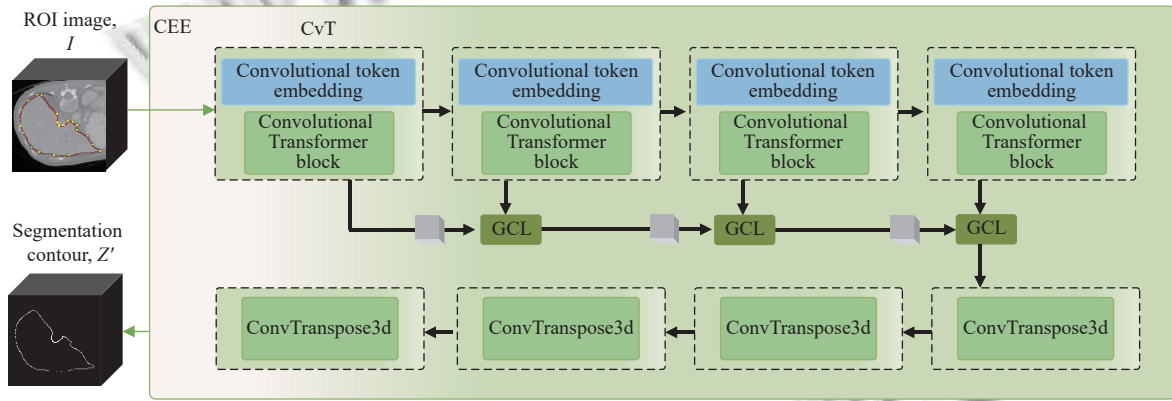 ROI image,
I
CEE
CvT
Convolutional token
embedding
Convolutional
Transformer
block
Convolutional token
embedding
Convolutional
Transformer
block
Convolutional token
embedding
Convolutional
Transformer
block
Convolutional token
embedding
Convolutional
Transformer
block
GCL
GCL
GCL
Segmentation
contour, Z′
ConvTranspose3d
ConvTranspose3d
ConvTranspose3d
ConvTranspose3d